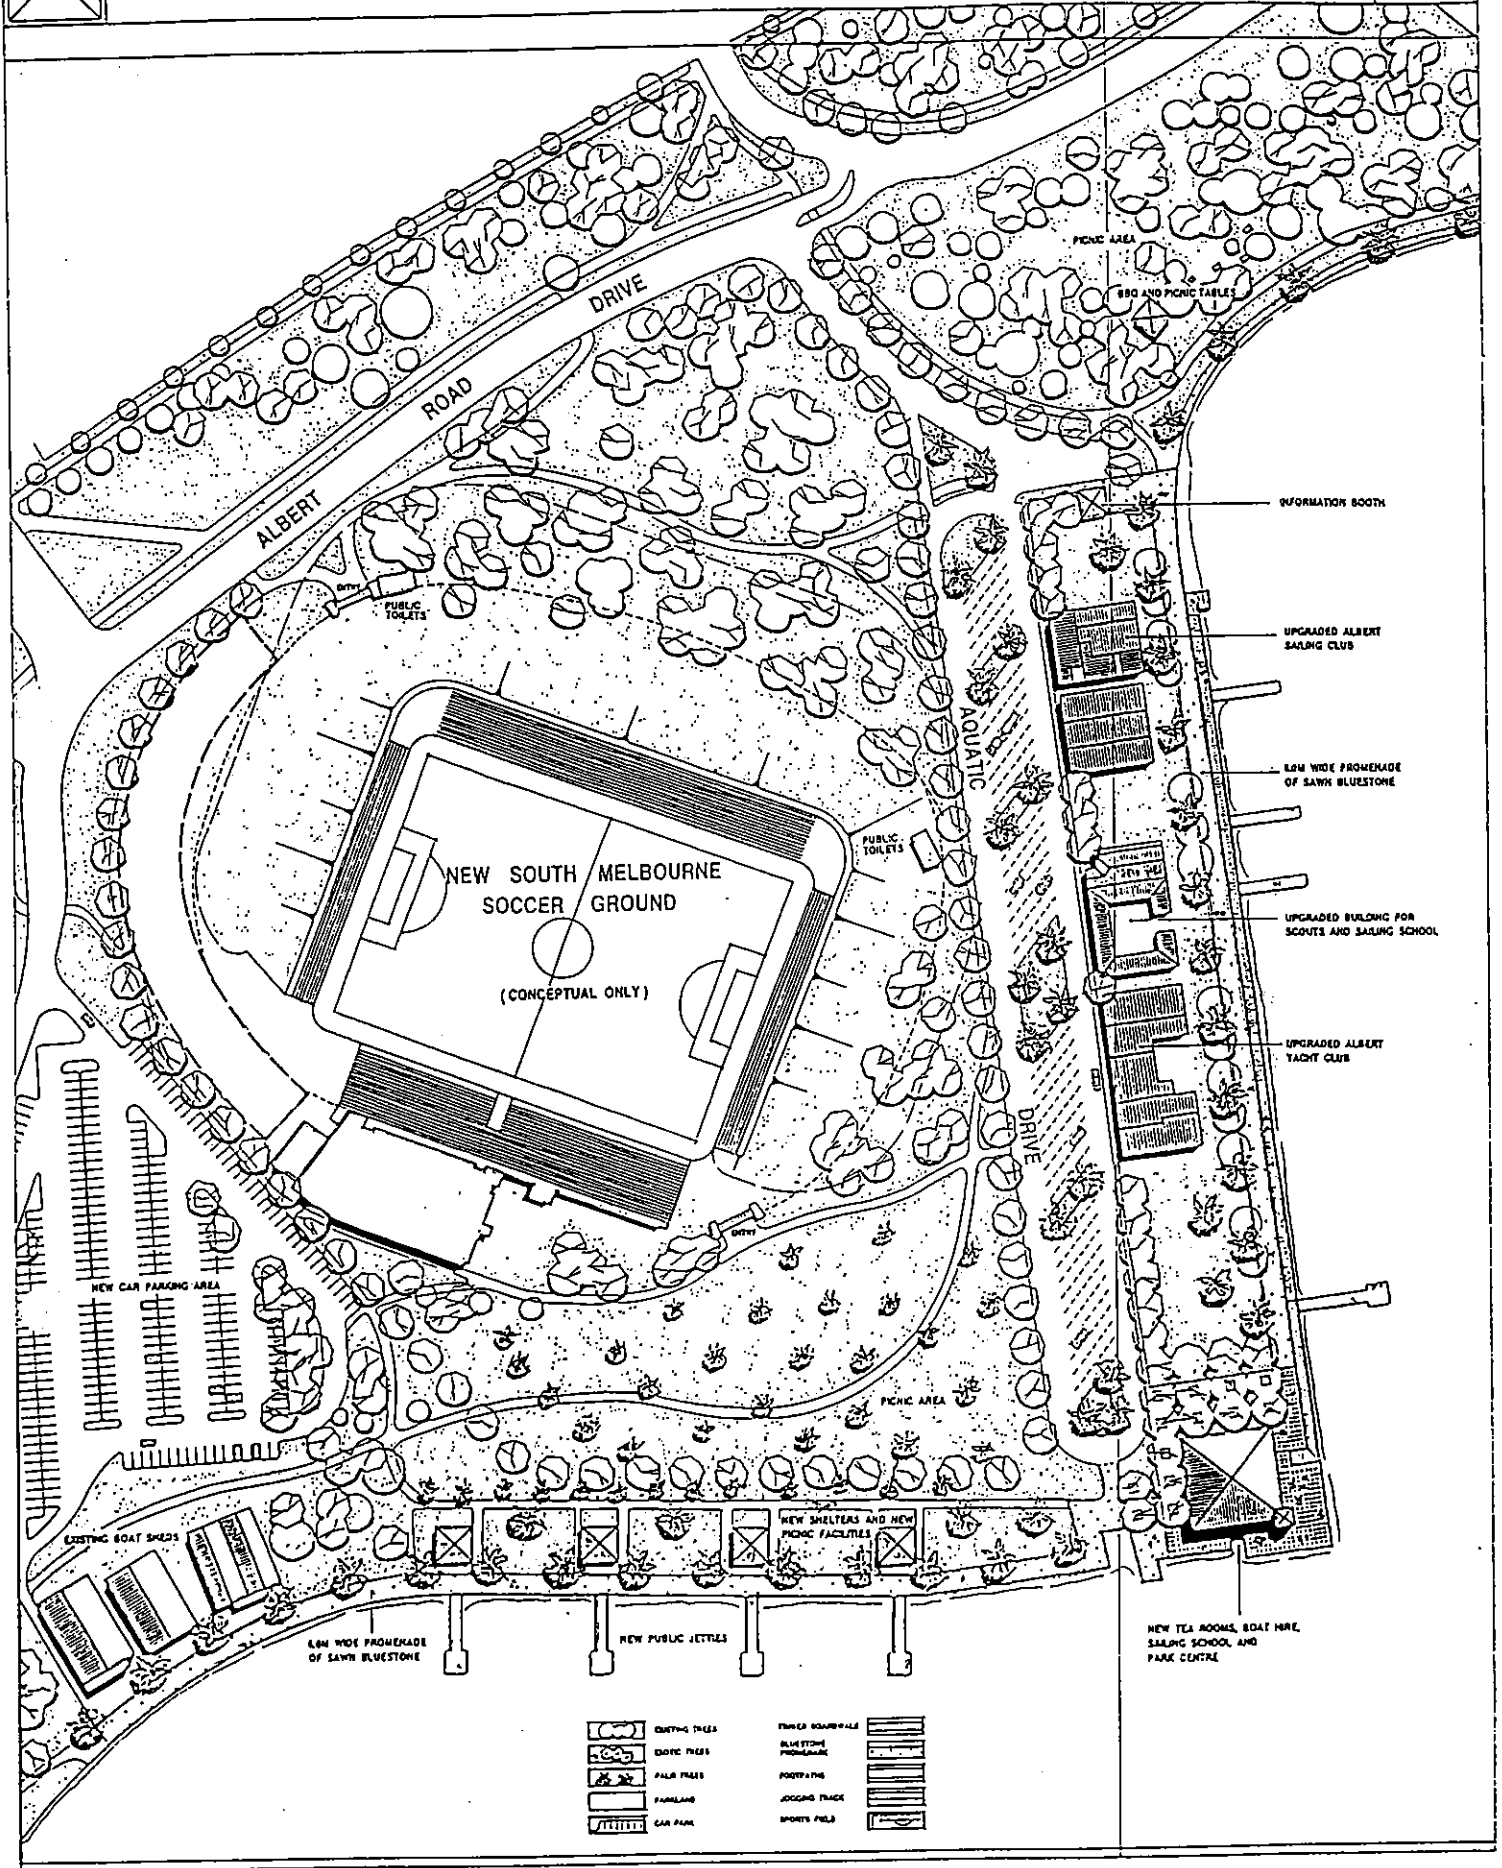 PICNIC AREA
BBQ AND PICNIC TABLES
ALBERT ROAD DRIVE
INFORMATION BOOTH
ENTRY
PUBLIC
TOILETS
UPGRADED ALBERT
SAILING CLUB
AQUATIC DRIVE
6.0M WIDE PROMENADE
OF SAWN BLUESTONE
PUBLIC
TOILETS
NEW SOUTH MELBOURNE
SOCCER GROUND
(CONCEPTUAL ONLY)
UPGRADED BUILDING FOR
SCOUTS AND SAILING SCHOOL
UPGRADED ALBERT
YACHT CLUB
ENTRY
NEW CAR PARKING AREA
PICNIC AREA
NEW SHELTERS AND NEW
PICNIC FACILITIES
EXISTING BOAT SHEDS
6.0M WIDE PROMENADE
OF SAWN BLUESTONE
NEW PUBLIC JETTIES
NEW TEA ROOMS, BOAT HIRE,
SAILING SCHOOL AND
PARK CENTRE
EXISTING TREES
EXOTIC TREES
PALM TREES
PARKLAND
CAR PARK
TIMBER BOARDWALK
BLUESTONE
PROMENADE
FOOTPATHS
JOGGING TRACK
SPORTS FIELD